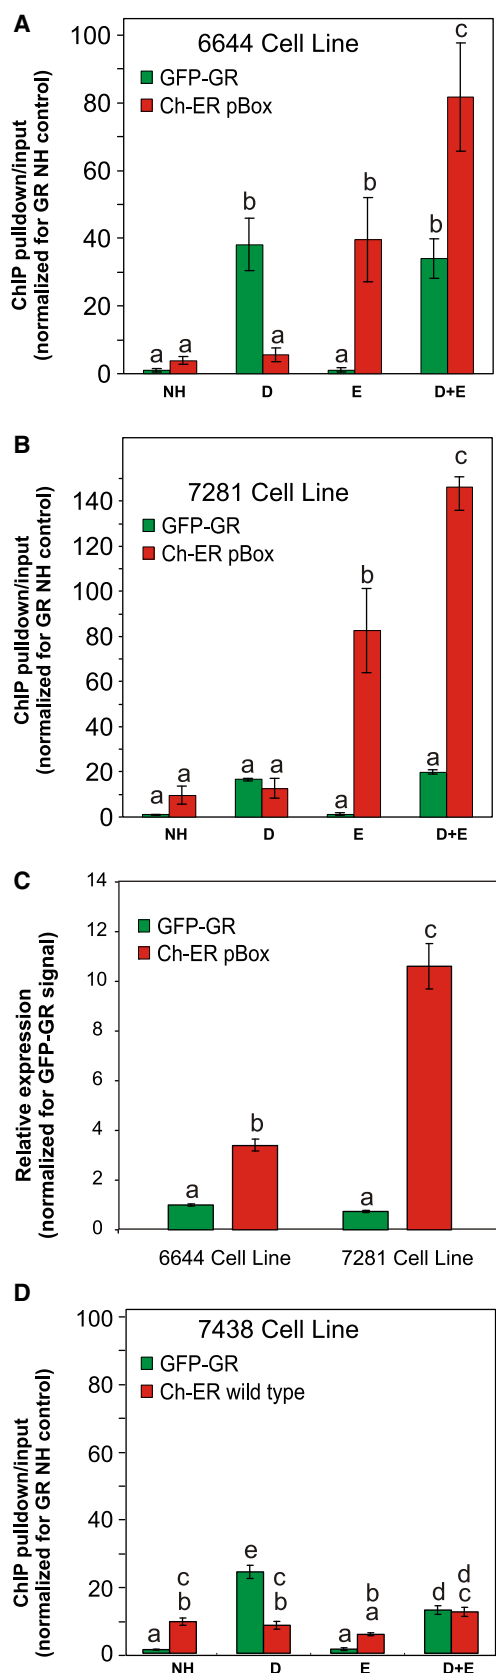 A
6644 Cell Line
GFP-GR
Ch-ER pBox
ChIP pulldown/input
(normalized for GR NH control)
100
80
60
40
20
0
a a b a a b b c
NH D E D+E
B
7281 Cell Line
GFP-GR
Ch-ER pBox
ChIP pulldown/input
(normalized for GR NH control)
140
120
100
80
60
40
20
0
a a a a a b a c
NH D E D+E
C
GFP-GR
Ch-ER pBox
Relative expression
(normalized for GFP-GR signal)
14
12
10
8
6
4
2
0
a b a c
6644 Cell Line 7281 Cell Line
D
7438 Cell Line
GFP-GR
Ch-ER wild type
ChIP pulldown/input
(normalized for GR NH control)
100
80
60
40
20
0
c c b d
a b e b a a d c
NH D E D+E